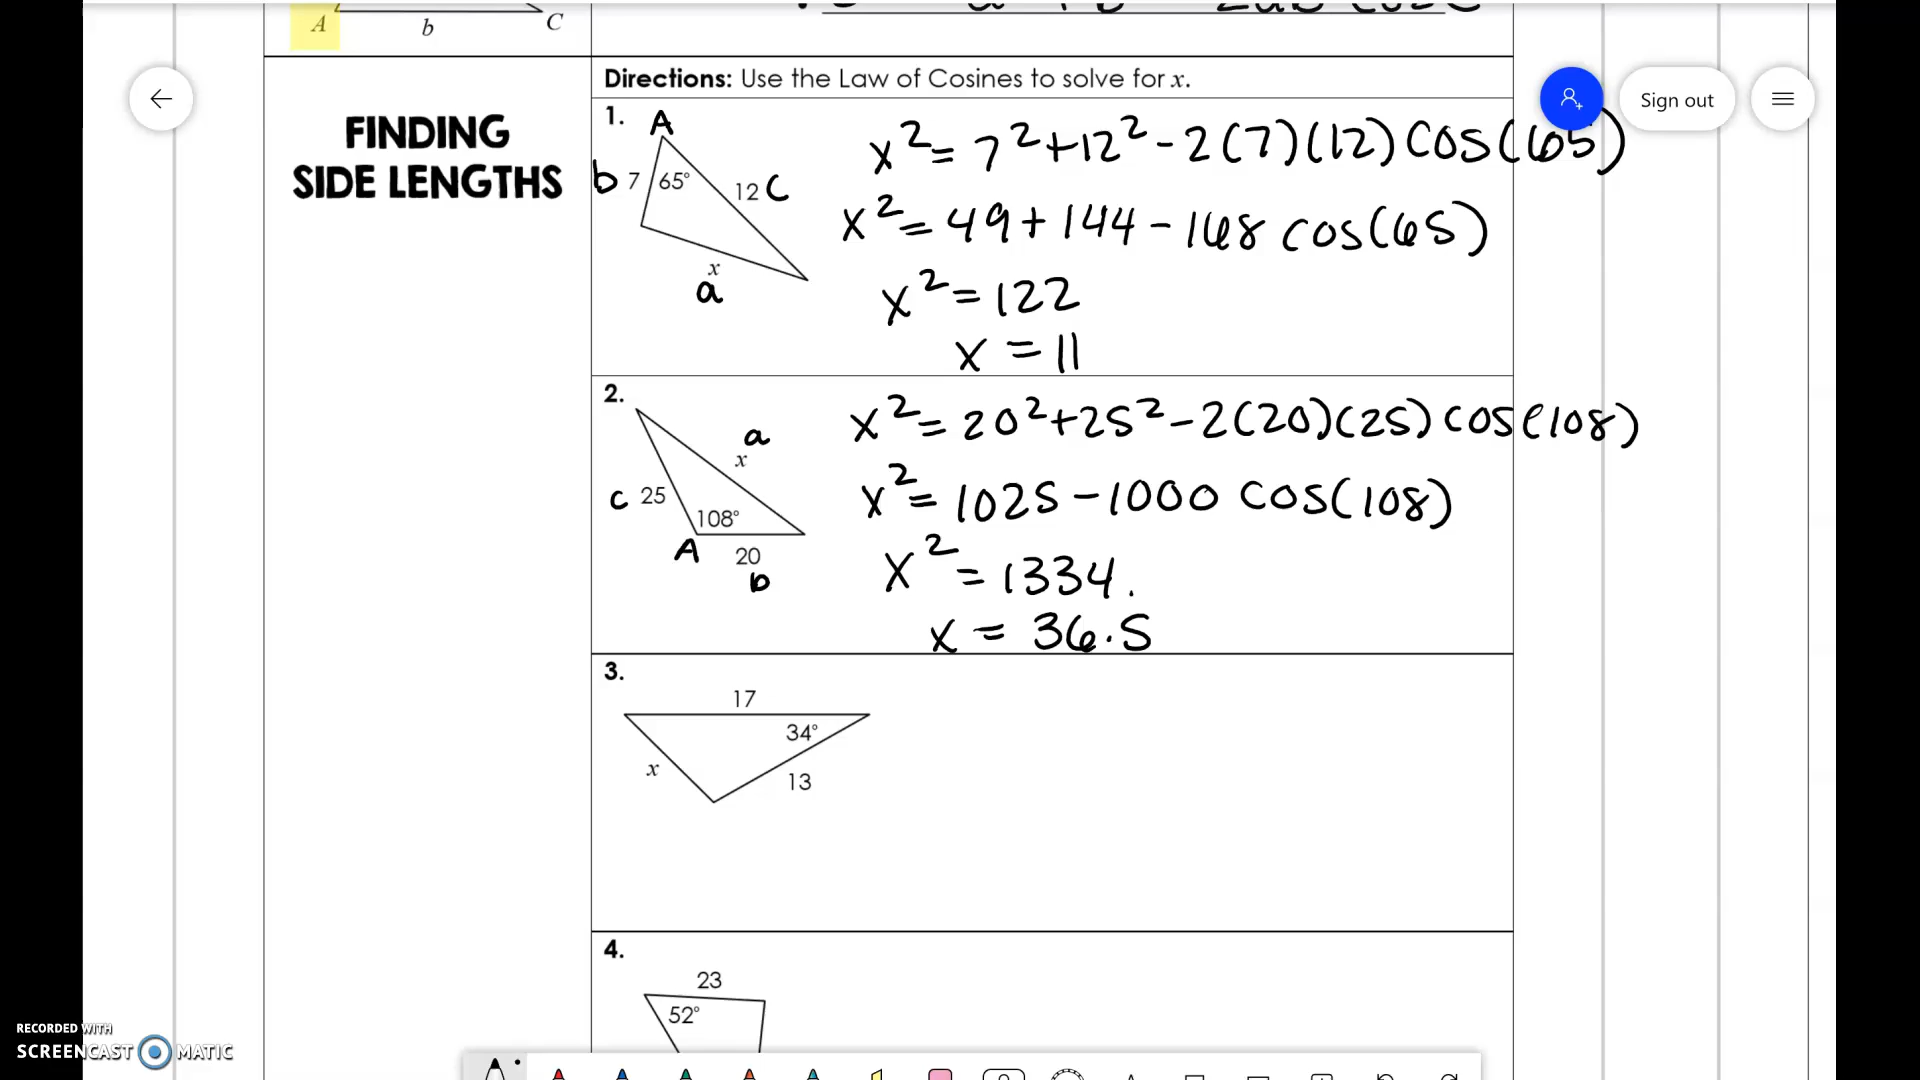 A b C
Directions: Use the Law of Cosines to solve for x.
Sign out
FINDING
SIDE LENGTHS
1.
A
b 7 65° 12 C
x
a
x² = 7² + 12² - 2(7)(12) cos(65)
x² = 49 + 144 - 168 cos(65)
x² = 122
x = 11
2.
a
x
c 25
108°
A 20
b
x² = 20² + 25² - 2(20)(25) cos(108)
x² = 1025 - 1000 cos(108)
x² = 1334.
x = 36.5
3.
17
34°
x
13
4.
23
52°
RECORDED WITH
SCREENCAST MATIC